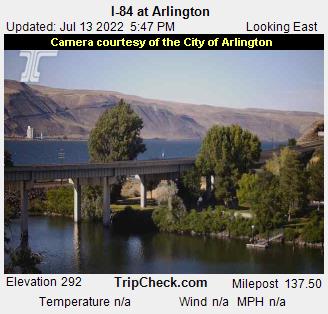 I-84 at Arlington
Updated: Jul 13 2022 5:47 PM Looking East
Camera courtesy of the City of Arlington
Elevation 292 TripCheck.com Milepost 137.50
Temperature n/a Wind n/a MPH n/a